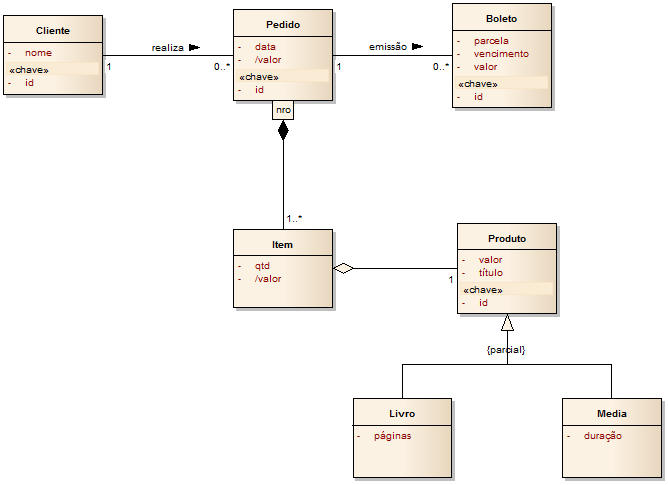 Cliente
- nome
«chave»
- id
realiza
1
0..*
Pedido
- data
- /valor
«chave»
- id
nro
emissão
1
0..*
Boleto
- parcela
- vencimento
- valor
«chave»
- id
1..*
Item
- qtd
- /valor
1
Produto
- valor
- título
«chave»
- id
{parcial}
Livro
- páginas
Media
- duração